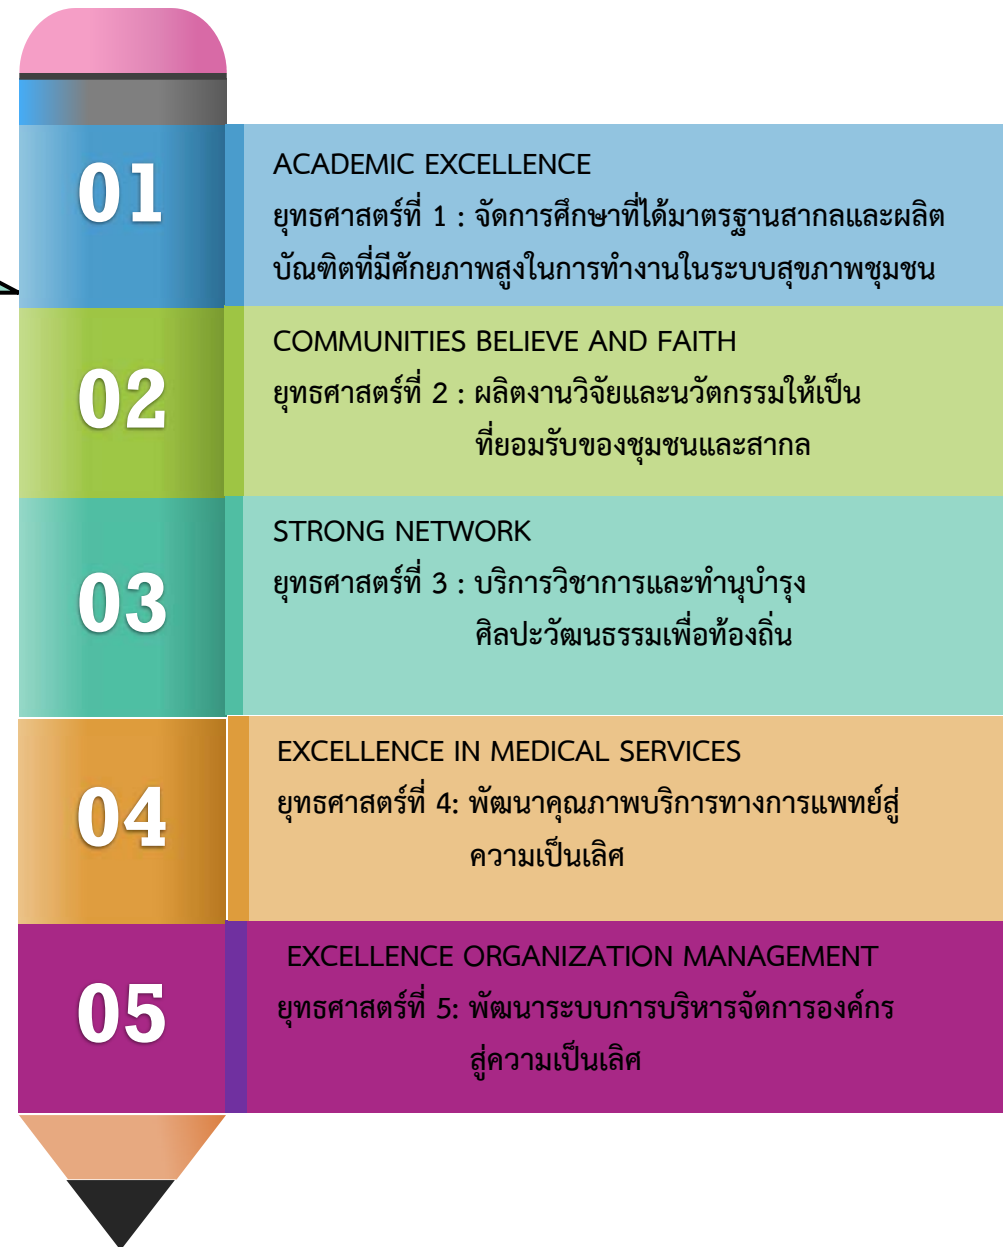 01
ACADEMIC EXCELLENCE
ยุทธศาสตร์ที่ 1 : จัดการศึกษาที่ได้มาตรฐานสากลและผลิต
บัณฑิตที่มีศักยภาพสูงในการทำงานในระบบสุขภาพชุมชน
02
COMMUNITIES BELIEVE AND FAITH
ยุทธศาสตร์ที่ 2 : ผลิตงานวิจัยและนวัตกรรมให้เป็น
ที่ยอมรับของชุมชนและสากล
03
STRONG NETWORK
ยุทธศาสตร์ที่ 3 : บริการวิชาการและทำนุบำรุง
ศิลปะวัฒนธรรมเพื่อท้องถิ่น
04
EXCELLENCE IN MEDICAL SERVICES
ยุทธศาสตร์ที่ 4: พัฒนาคุณภาพบริการทางการแพทย์สู่
ความเป็นเลิศ
05
EXCELLENCE ORGANIZATION MANAGEMENT
ยุทธศาสตร์ที่ 5: พัฒนาระบบการบริหารจัดการองค์กร
สู่ความเป็นเลิศ